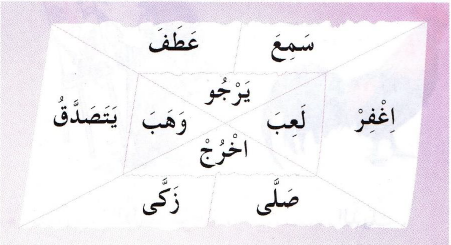 سَمِعَ عَطَفَ
يَرْجُو
اِغْفِرْ لَعِبَ وَهَبَ يَتَصَدَّقُ
اخْرُجْ
صَلَّى زَكَّى